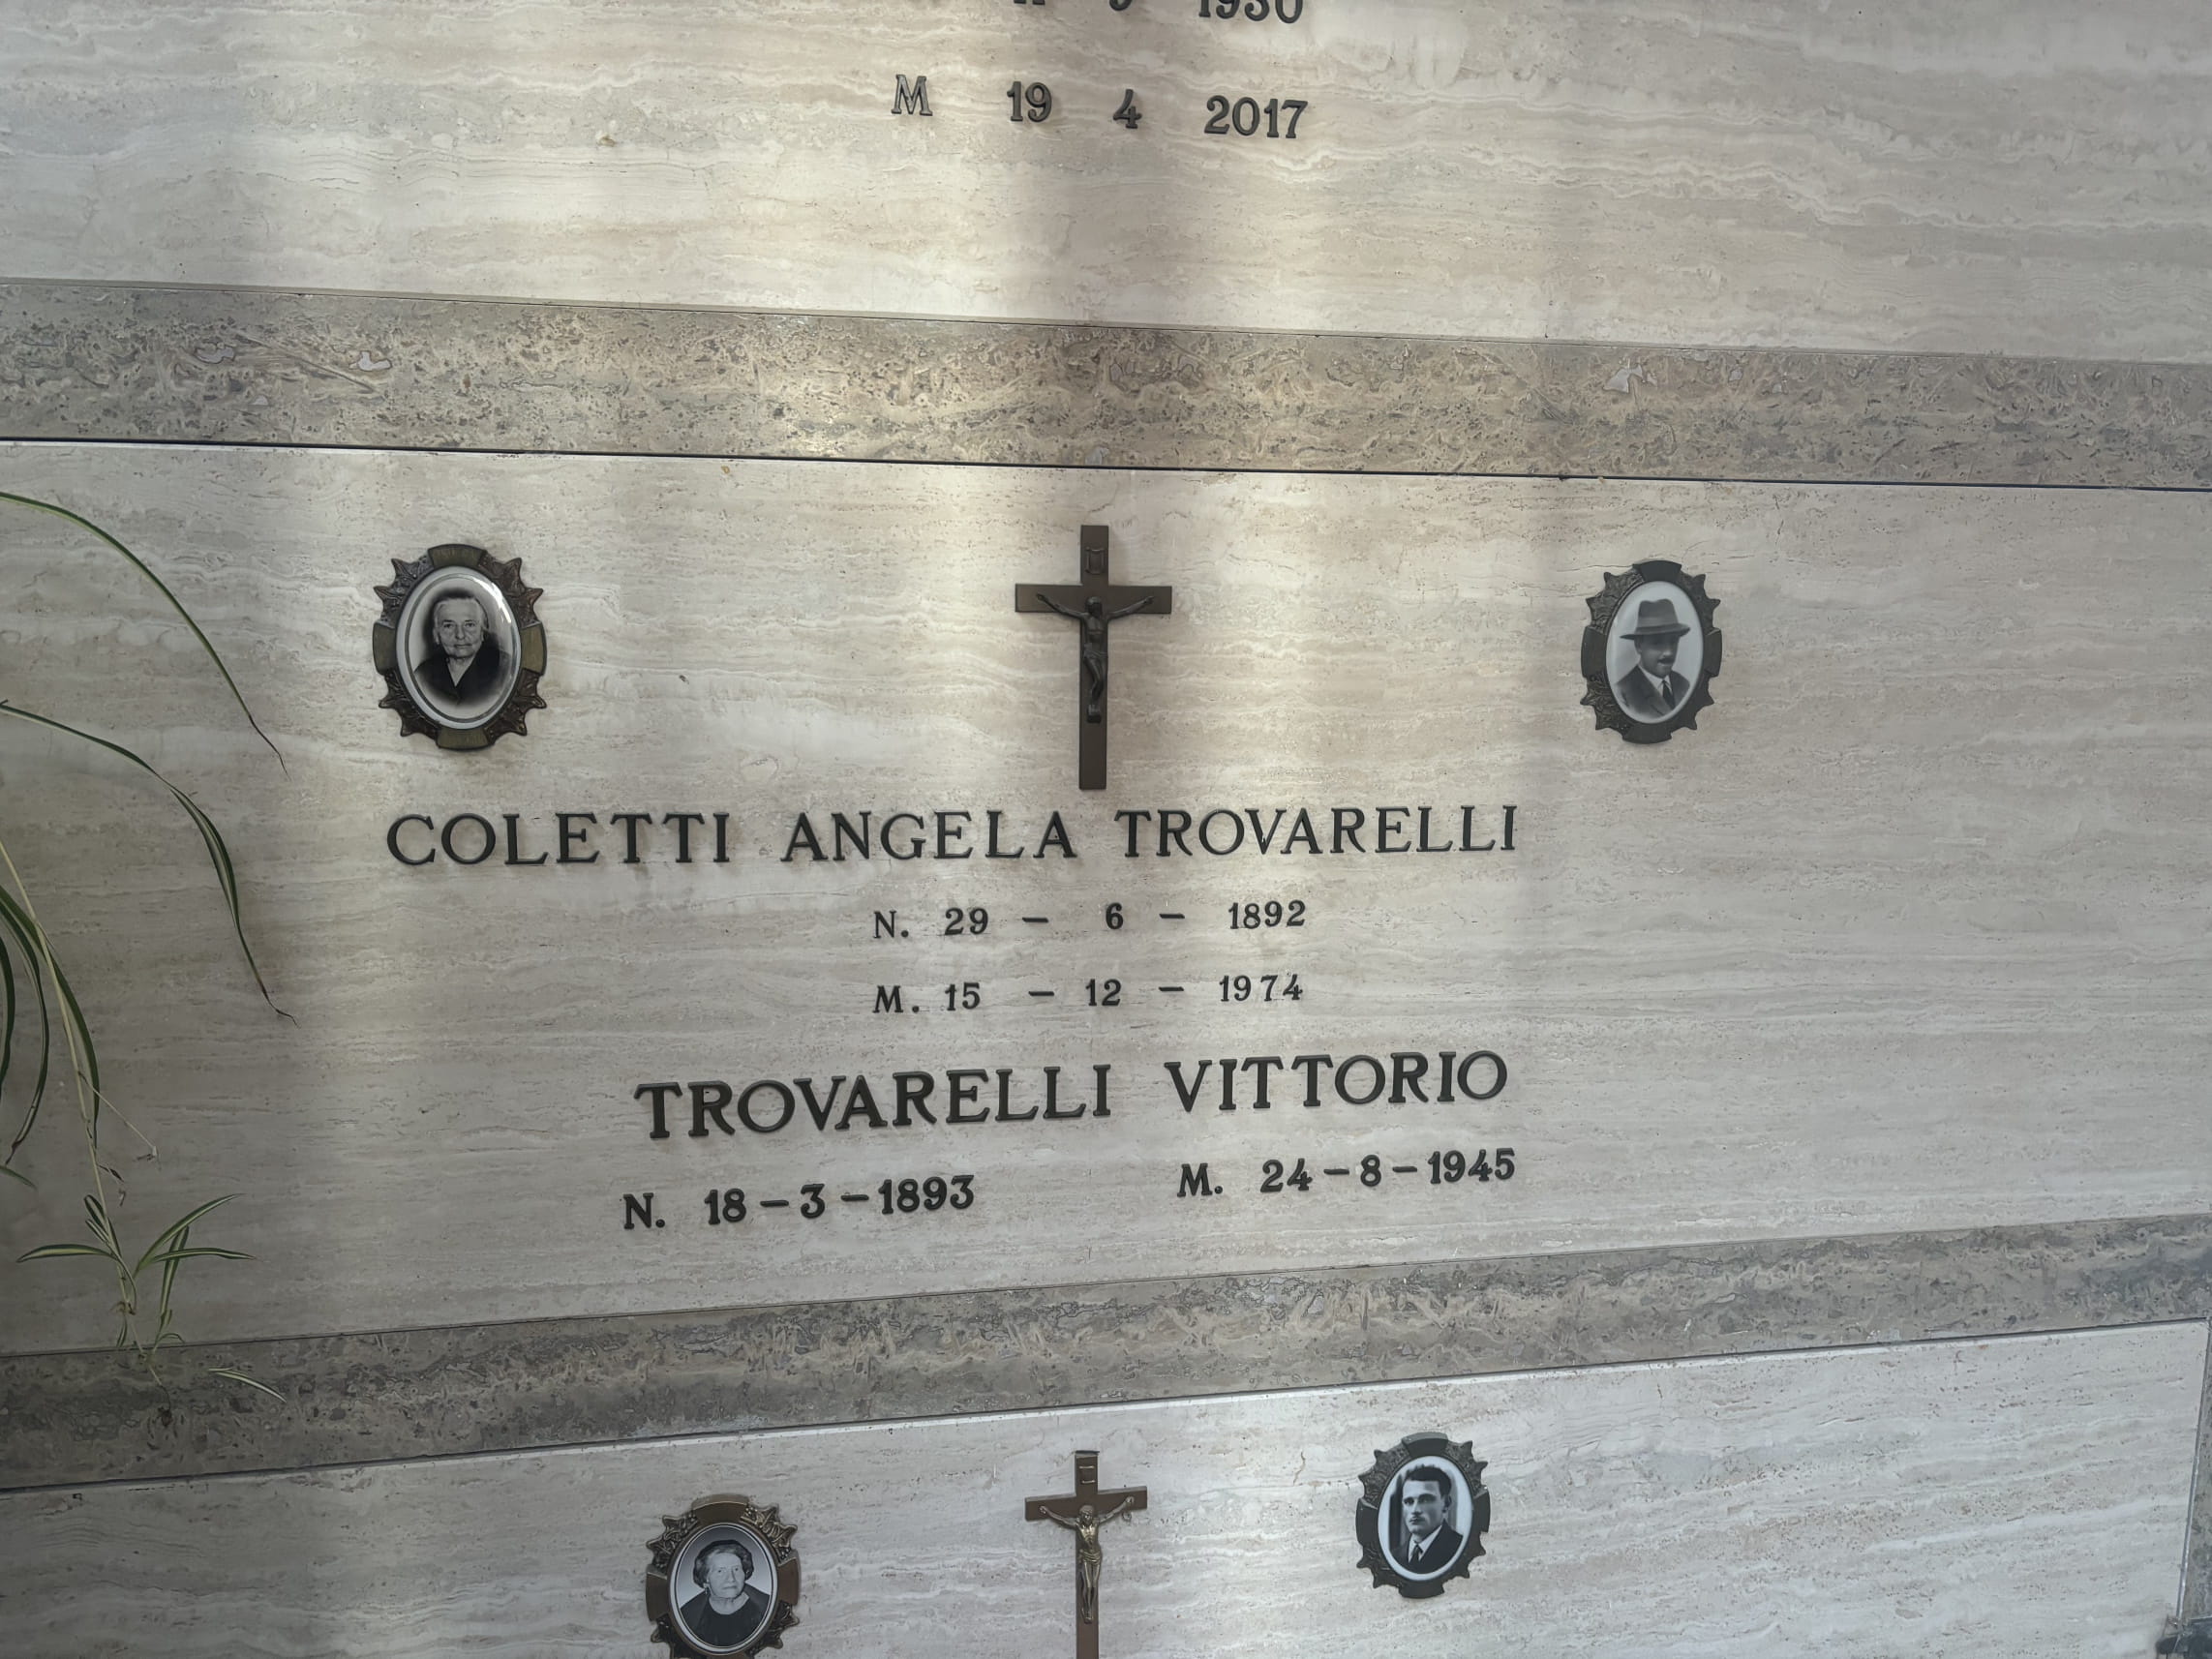 1930
M 19 4 2017
COLETTI ANGELA TROVARELLI
N. 29 - 6 - 1892
M. 15 - 12 - 1974
TROVARELLI VITTORIO
N. 18-3-1893 M. 24-8-1945